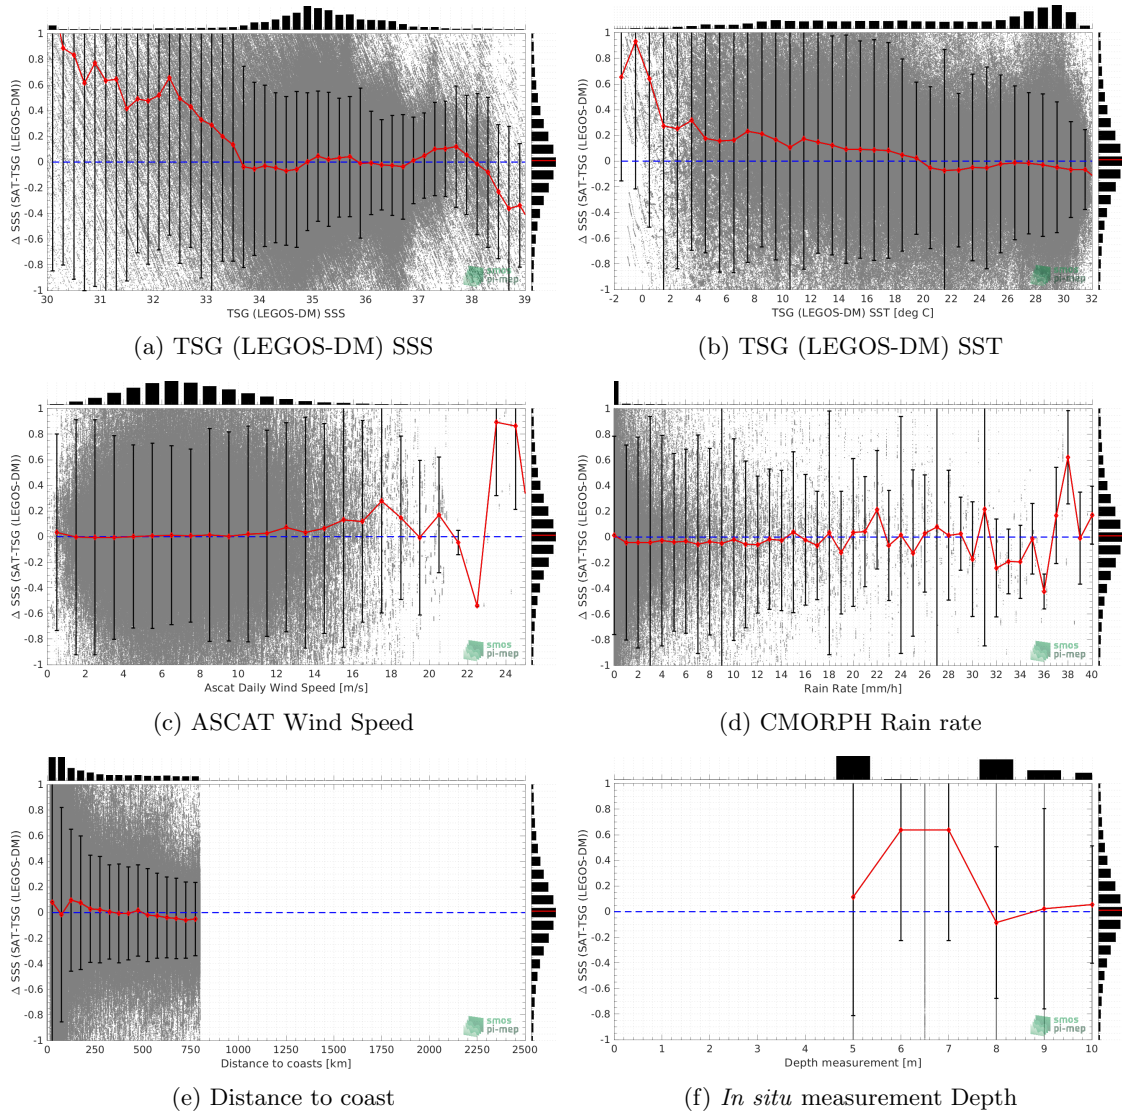 1
0.8
0.6
0.4
0.2
0
-0.2
-0.4
-0.6
-0.8
-1
Δ SSS (SAT-TSG (LEGOS-DM))
30 31 32 33 34 35 36 37 38 39
TSG (LEGOS-DM) SSS
smos
pi-mep
(a) TSG (LEGOS-DM) SSS
1
0.8
0.6
0.4
0.2
0
-0.2
-0.4
-0.6
-0.8
-1
Δ SSS (SAT-TSG (LEGOS-DM))
-2 0 2 4 6 8 10 12 14 16 18 20 22 24 26 28 30 32
TSG (LEGOS-DM) SST [deg C]
smos
pi-mep
(b) TSG (LEGOS-DM) SST
1
0.8
0.6
0.4
0.2
0
-0.2
-0.4
-0.6
-0.8
-1
Δ SSS (SAT-TSG (LEGOS-DM))
0 2 4 6 8 10 12 14 16 18 20 22 24
Ascat Daily Wind Speed [m/s]
smos
pi-mep
(c) ASCAT Wind Speed
1
0.8
0.6
0.4
0.2
0
-0.2
-0.4
-0.6
-0.8
-1
Δ SSS (SAT-TSG (LEGOS-DM))
0 2 4 6 8 10 12 14 16 18 20 22 24 26 28 30 32 34 36 38 40
Rain Rate [mm/h]
smos
pi-mep
(d) CMORPH Rain rate
1
0.8
0.6
0.4
0.2
0
-0.2
-0.4
-0.6
-0.8
-1
Δ SSS (SAT-TSG (LEGOS-DM))
0 250 500 750 1000 1250 1500 1750 2000 2250 2500
Distance to coasts [km]
smos
pi-mep
(e) Distance to coast
1
0.8
0.6
0.4
0.2
0
-0.2
-0.4
-0.6
-0.8
-1
Δ SSS (SAT-TSG (LEGOS-DM))
0 1 2 3 4 5 6 7 8 9 10
Depth measurement [m]
smos
pi-mep
(f) In situ measurement Depth